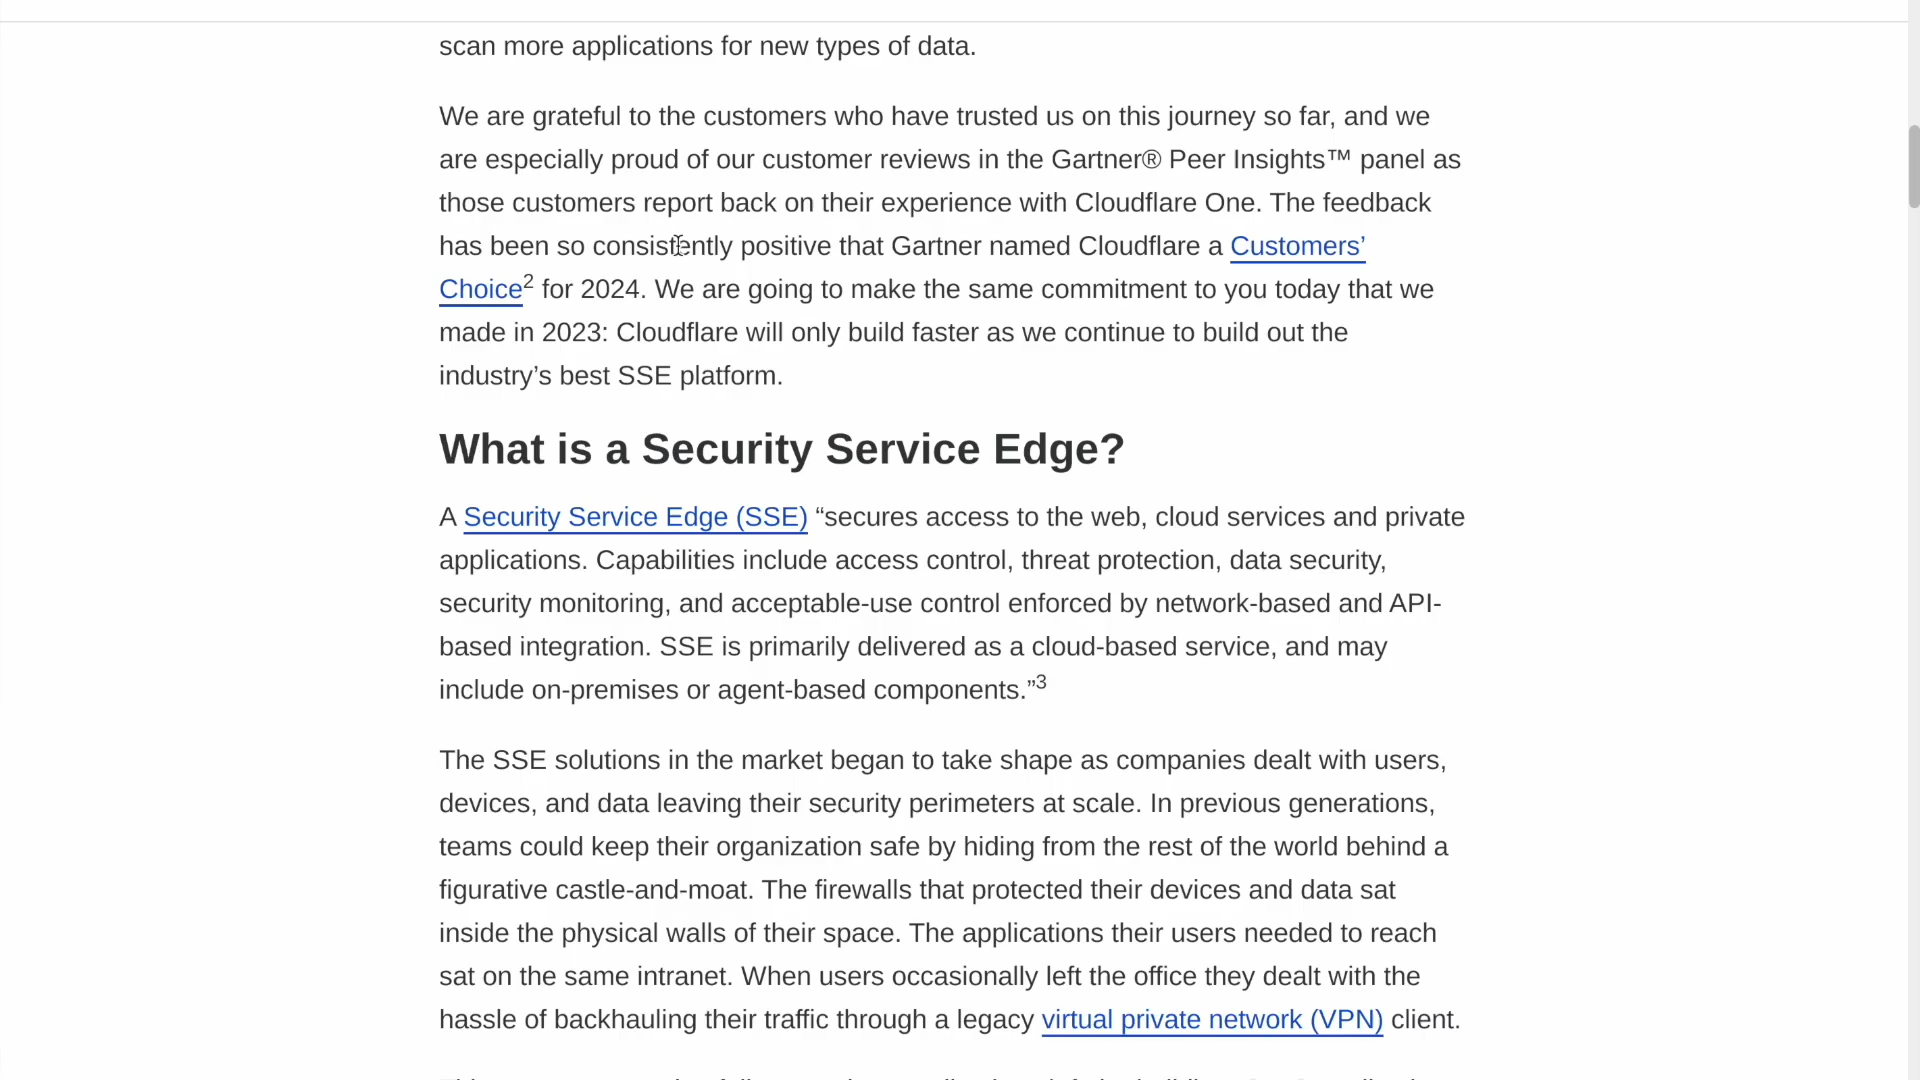 scan more applications for new types of data.
We are grateful to the customers who have trusted us on this journey so far, and we
are especially proud of our customer reviews in the Gartner® Peer Insights™ panel as
those customers report back on their experience with Cloudflare One. The feedback
has been so consistently positive that Gartner named Cloudflare a Customers’
Choice2 for 2024. We are going to make the same commitment to you today that we
made in 2023: Cloudflare will only build faster as we continue to build out the
industry’s best SSE platform.
What is a Security Service Edge?
A Security Service Edge (SSE) “secures access to the web, cloud services and private
applications. Capabilities include access control, threat protection, data security,
security monitoring, and acceptable-use control enforced by network-based and API-
based integration. SSE is primarily delivered as a cloud-based service, and may
include on-premises or agent-based components.”3
The SSE solutions in the market began to take shape as companies dealt with users,
devices, and data leaving their security perimeters at scale. In previous generations,
teams could keep their organization safe by hiding from the rest of the world behind a
figurative castle-and-moat. The firewalls that protected their devices and data sat
inside the physical walls of their space. The applications their users needed to reach
sat on the same intranet. When users occasionally left the office they dealt with the
hassle of backhauling their traffic through a legacy virtual private network (VPN) client.